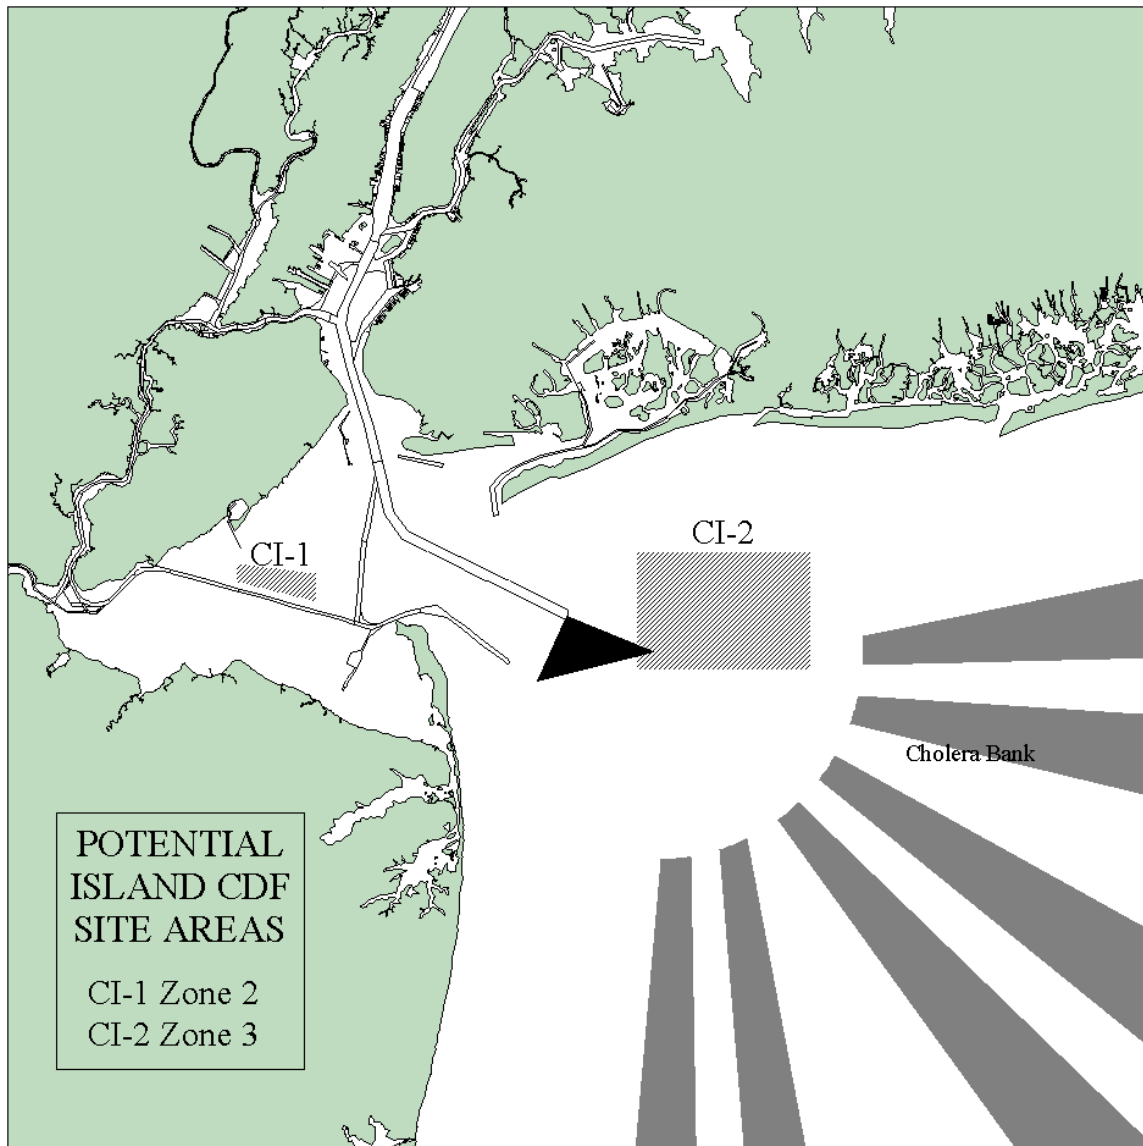 CI-1
CI-2
Cholera Bank
POTENTIAL
ISLAND CDF
SITE AREAS
CI-1 Zone 2
CI-2 Zone 3